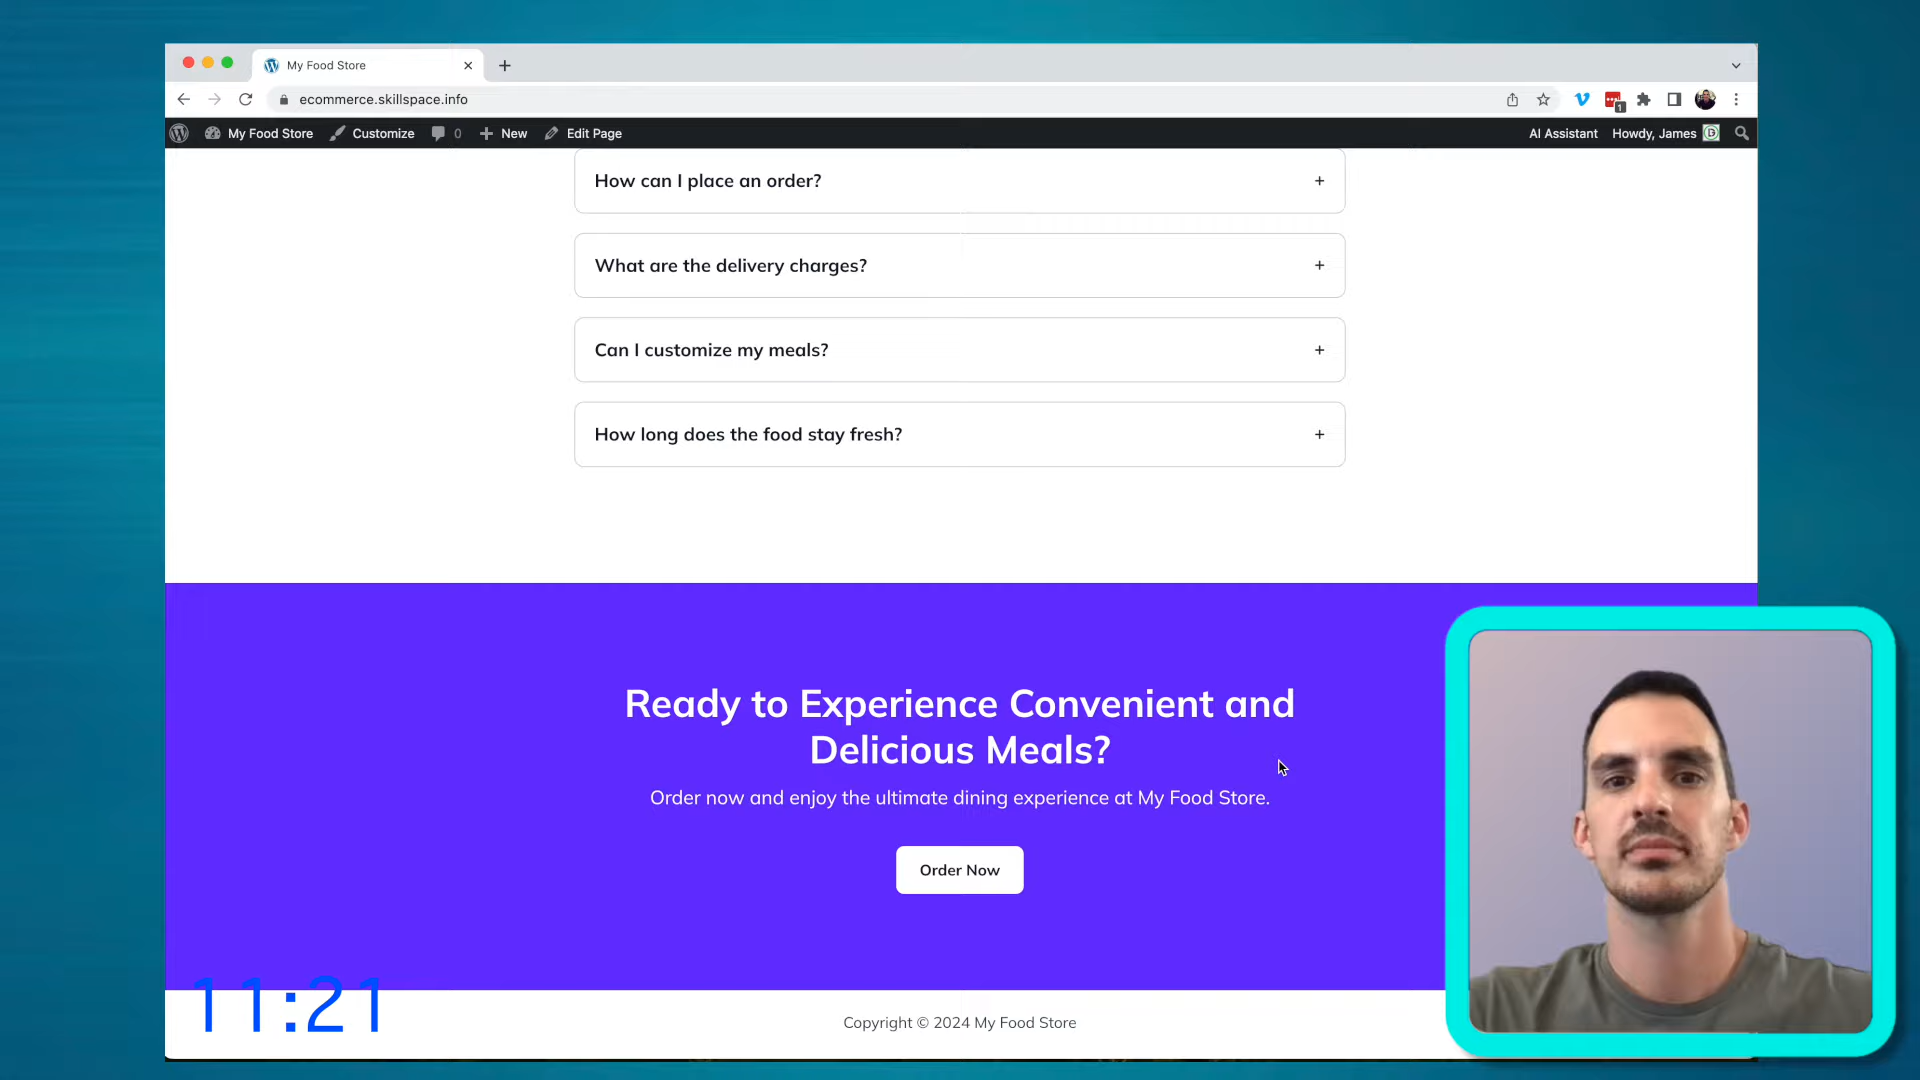 My Food Store
ecommerce.skillspace.info
1
My Food Store Customize 0 New Edit Page AI Assistant Howdy, James
How can I place an order? +
What are the delivery charges? +
Can I customize my meals? +
How long does the food stay fresh? +
Ready to Experience Convenient and
Delicious Meals?
Order now and enjoy the ultimate dining experience at My Food Store.
Order Now
11:21
Copyright © 2024 My Food Store